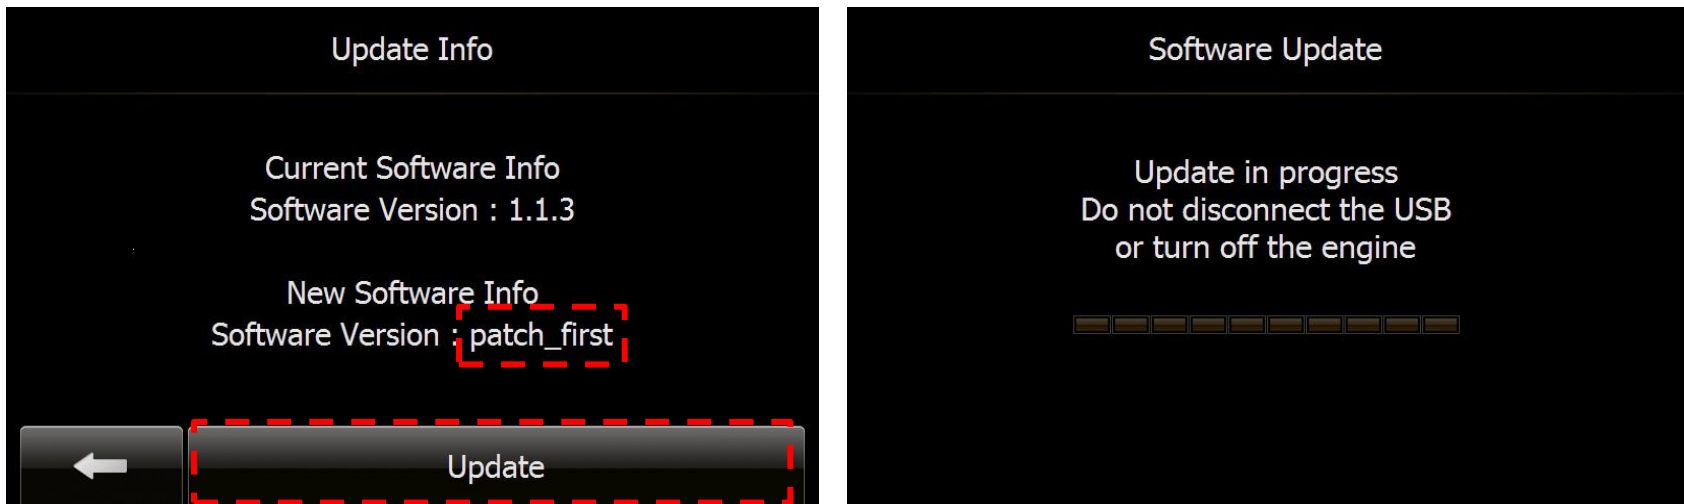 Update Info
Current Software Info
Software Version : 1.1.3
New Software Info
Software Version : patch_first
Update
Software Update
Update in progress
Do not disconnect the USB
or turn off the engine